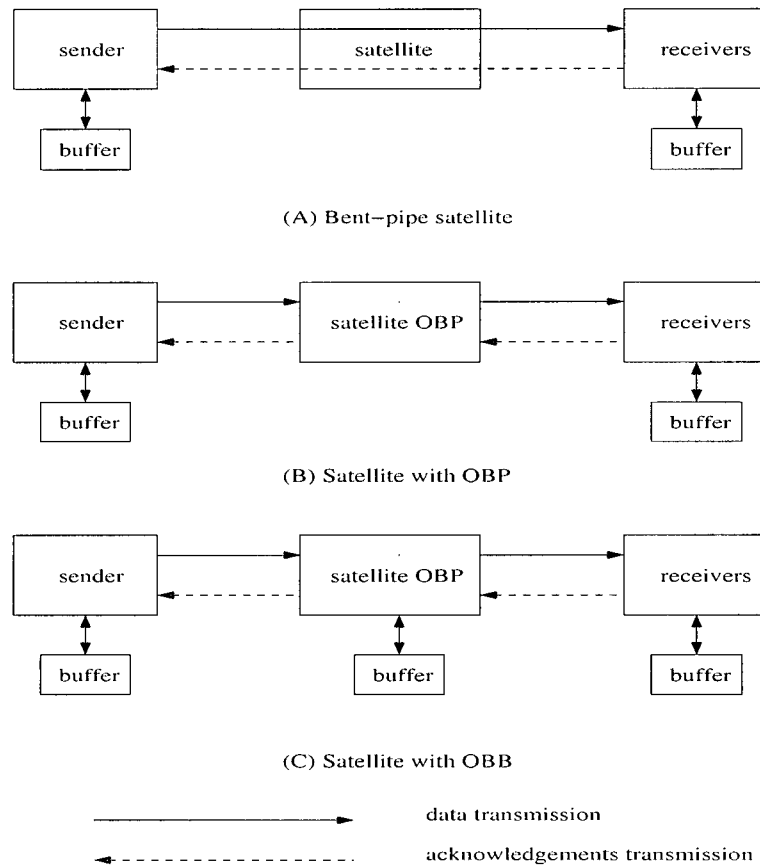 sender satellite receivers
buffer buffer
(A) Bent-pipe satellite
sender satellite OBP receivers
buffer buffer
(B) Satellite with OBP
sender satellite OBP receivers
buffer buffer buffer
(C) Satellite with OBB
data transmission
acknowledgements transmission